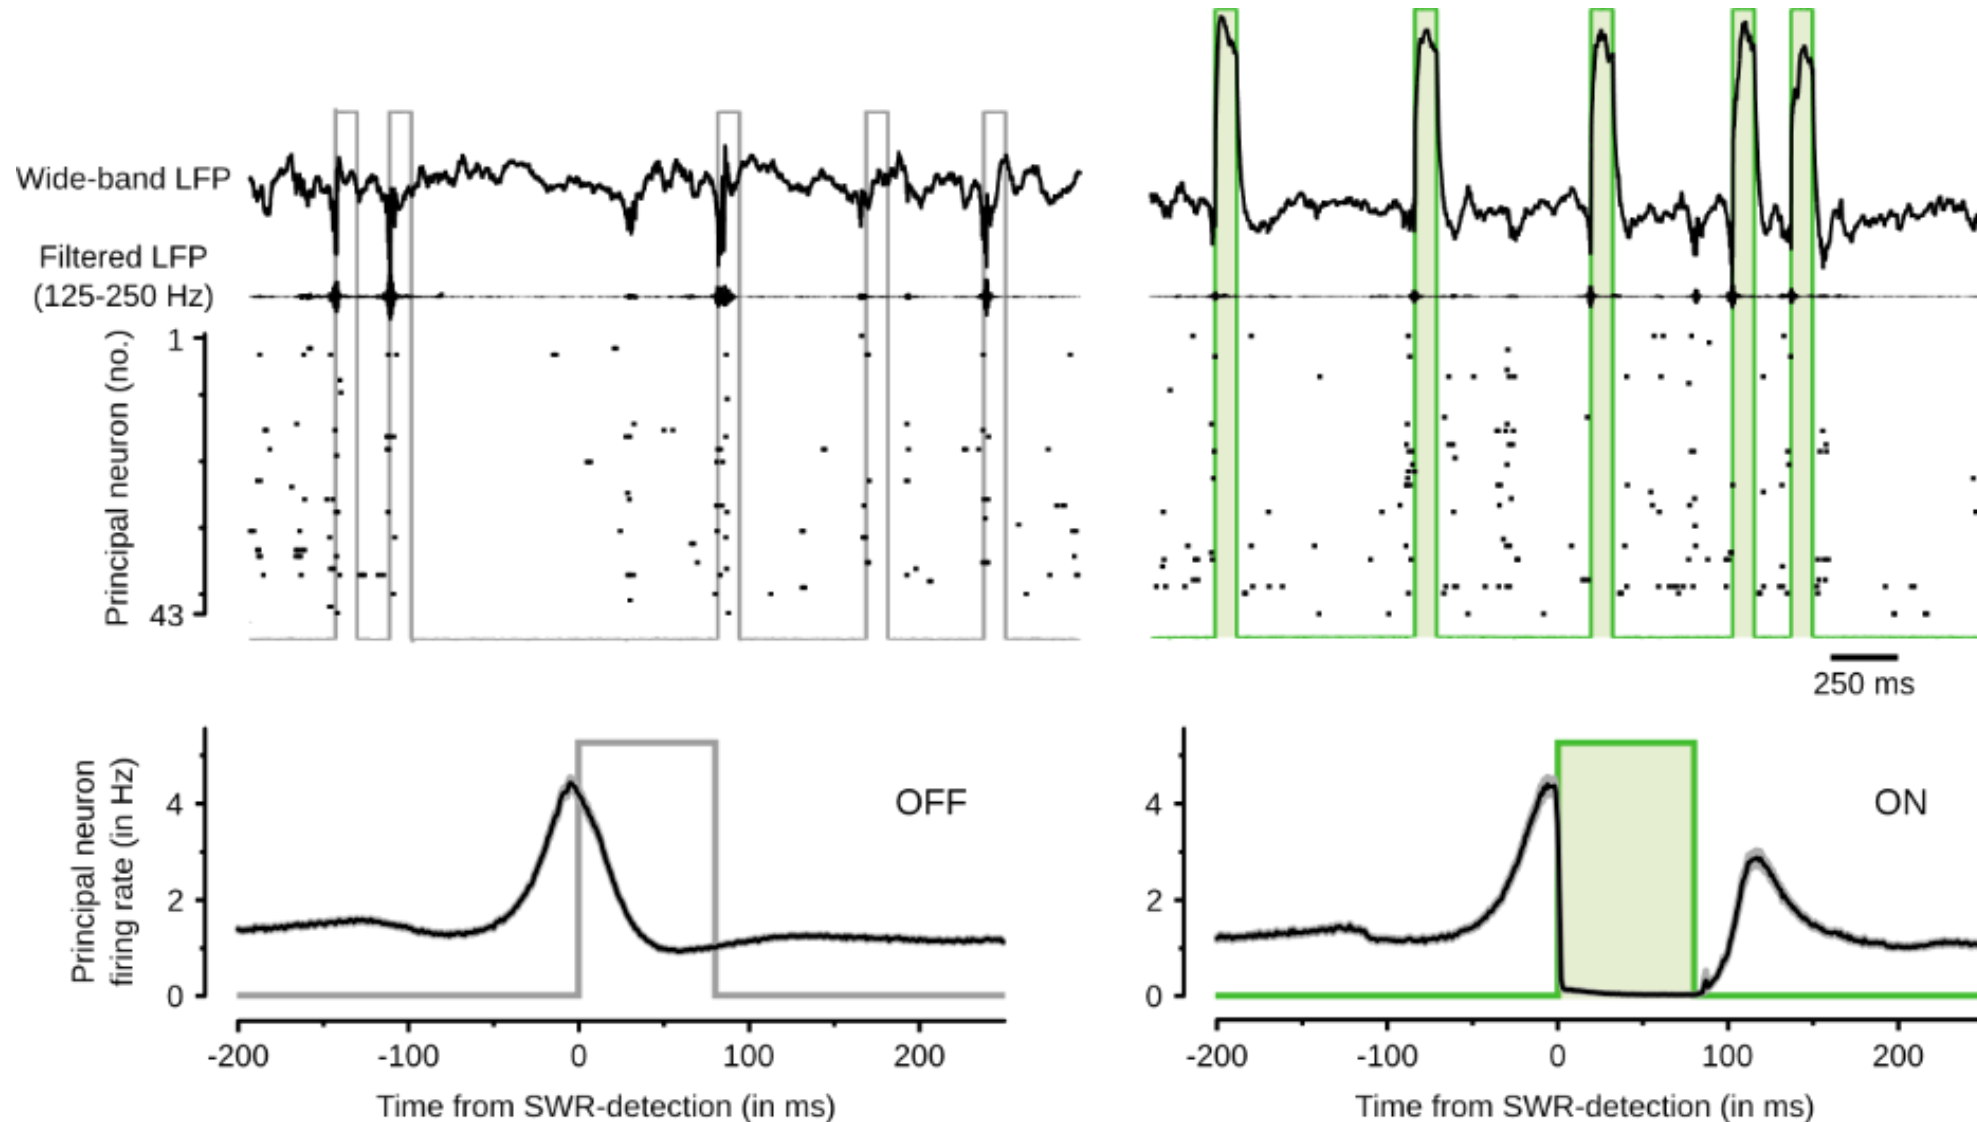 Wide-band LFP
Filtered LFP
(125-250 Hz)
Principal neuron (no.)
1
43
250 ms
Principal neuron
firing rate (in Hz)
4
2
0
OFF
-200 -100 0 100 200
Time from SWR-detection (in ms)
4
2
0
ON
-200 -100 0 100 200
Time from SWR-detection (in ms)